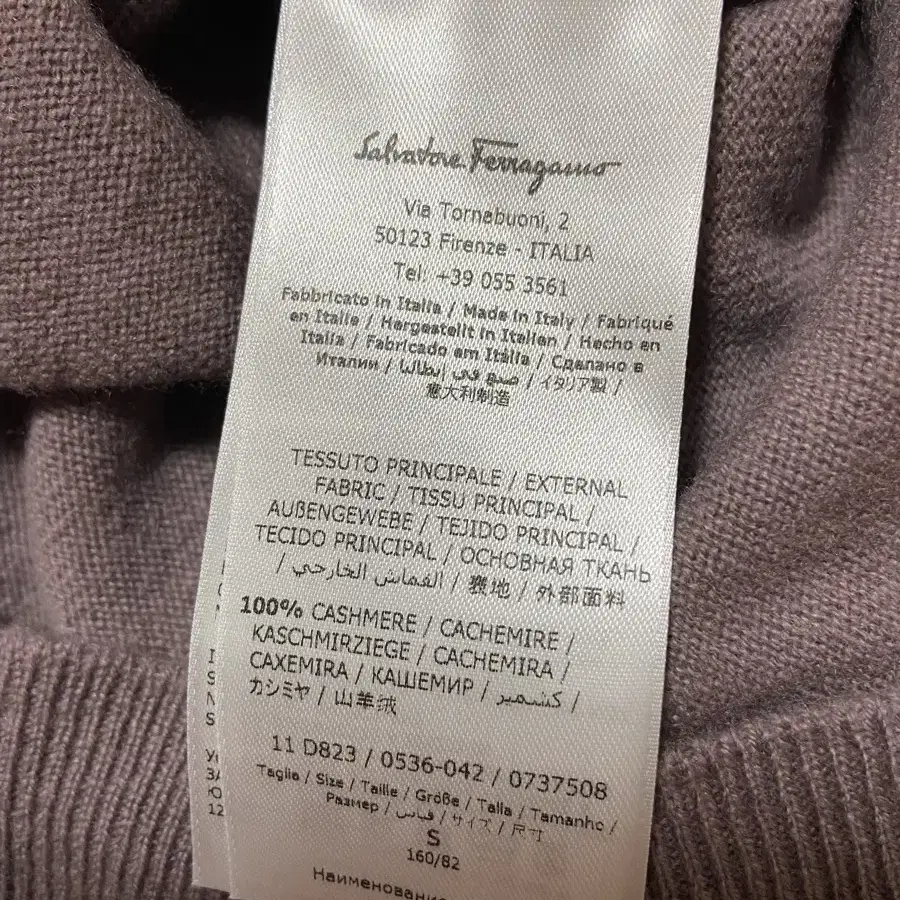 Salvatore Ferragamo
Via Tornabuoni, 2
50123 Firenze - ITALIA
Tel: +39 055 3561
Fabbricato in Italia / Made in Italy / Fabriqué
en Italie / Hergestellt in Italien / Hecho en
Italia / Fabricado em Itália / Сделано в
Италии / صنع في إيطاليا / イタリア製 /
意大利制造
TESSUTO PRINCIPALE / EXTERNAL
FABRIC / TISSU PRINCIPAL /
AUßENGEWEBE / TEJIDO PRINCIPAL /
TECIDO PRINCIPAL / ОСНОВНАЯ ТКАНЬ
/ القماش الخارجي / 表地 / 外部面料
100% CASHMERE / CACHEMIRE /
KASCHMIRZIEGE / CACHEMIRA /
CAXEMIRA / КАШЕМИР / كشمير /
カシミヤ / 山羊绒
11 D823 / 0536-042 / 0737508
Taglia / Size / Taille / Größe / Talla / Tamanho /
Размер / قياس / サイズ / 尺寸
S
160/82